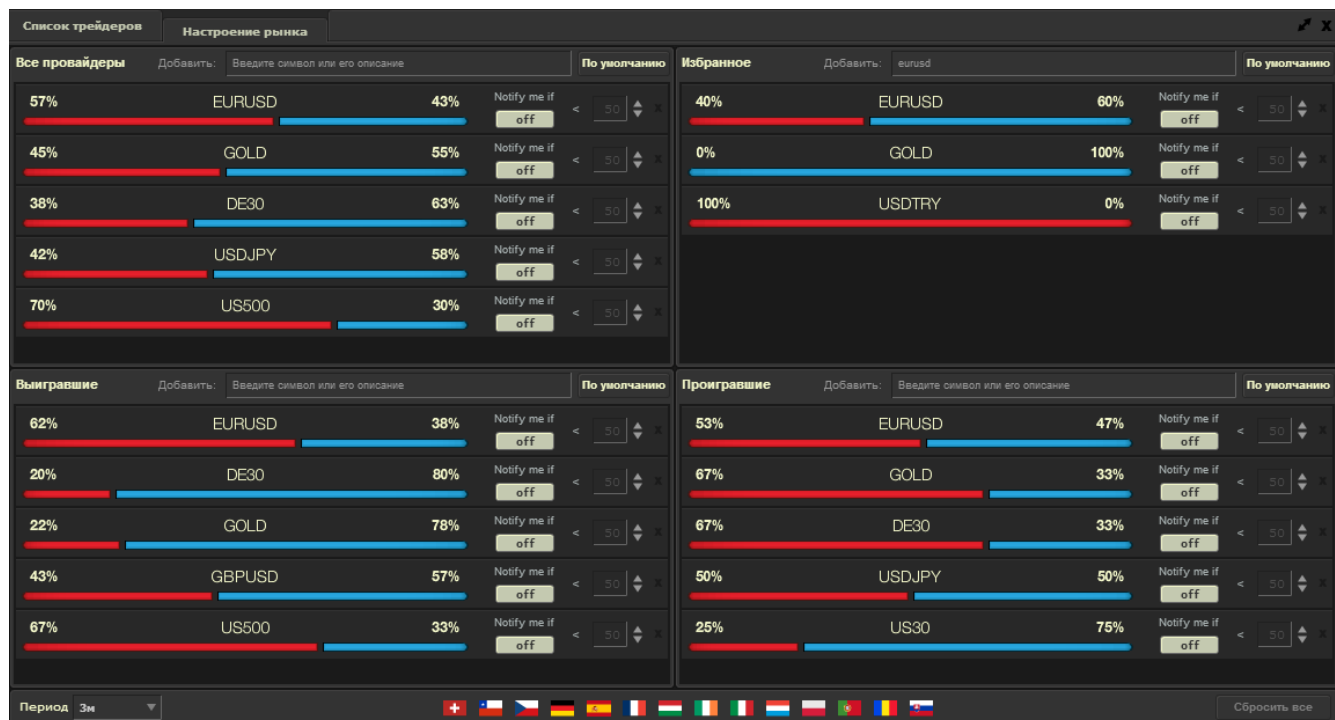 Список трейдеров Настроение рынка X
Все провайдеры Добавить: Введите символ или его описание По умолчанию
57% EURUSD 43% Notify me if off < 50 x
45% GOLD 55% Notify me if off < 50 x
38% DE30 63% Notify me if off < 50 x
42% USDJPY 58% Notify me if off < 50 x
70% US500 30% Notify me if off < 50 x
Избранное Добавить: eurusd По умолчанию
40% EURUSD 60% Notify me if off < 50 x
0% GOLD 100% Notify me if off < 50 x
100% USDTRY 0% Notify me if off < 50 x
Выигравшие Добавить: Введите символ или его описание По умолчанию
62% EURUSD 38% Notify me if off < 50 x
20% DE30 80% Notify me if off < 50 x
22% GOLD 78% Notify me if off < 50 x
43% GBPUSD 57% Notify me if off < 50 x
67% US500 33% Notify me if off < 50 x
Проигравшие Добавить: Введите символ или его описание По умолчанию
53% EURUSD 47% Notify me if off < 50 x
67% GOLD 33% Notify me if off < 50 x
67% DE30 33% Notify me if off < 50 x
50% USDJPY 50% Notify me if off < 50 x
25% US30 75% Notify me if off < 50 x
Период 3м Сбросить все